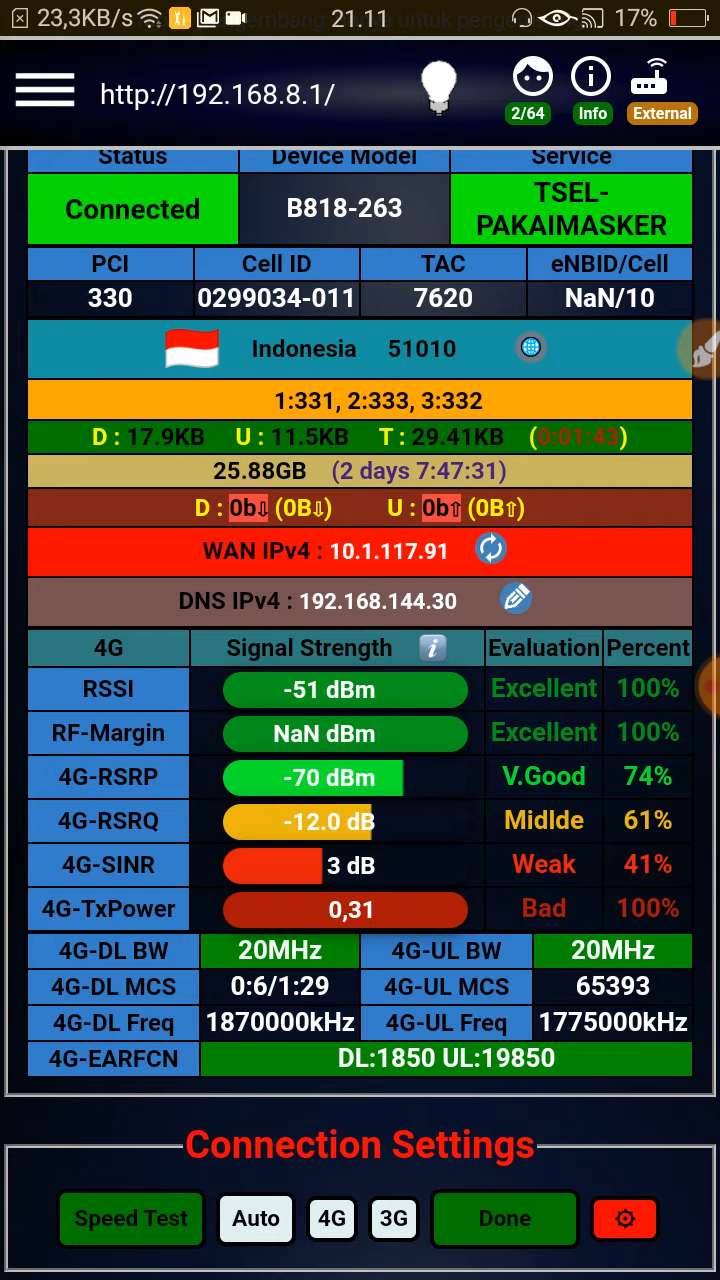 23,3KB/s 21.11 17%
http://192.168.8.1/
2/64 Info External
Status Device Model Service
Connected B818-263 TSEL-
PAKAIMASKER
PCI Cell ID TAC eNBID/Cell
330 0299034-011 7620 NaN/10
Indonesia 51010
1:331, 2:333, 3:332
D : 17.9KB U : 11.5KB T : 29.41KB (0:01:43)
25.88GB (2 days 7:47:31)
D : 0b⇩ (0B⇩) U : 0b⇧ (0B⇧)
WAN IPv4 : 10.1.117.91
DNS IPv4 : 192.168.144.30
4G Signal Strength i Evaluation Percent
RSSI -51 dBm Excellent 100%
RF-Margin NaN dBm Excellent 100%
4G-RSRP -70 dBm V.Good 74%
4G-RSRQ -12.0 dB Midlde 61%
4G-SINR 3 dB Weak 41%
4G-TxPower 0,31 Bad 100%
4G-DL BW 20MHz 4G-UL BW 20MHz
4G-DL MCS 0:6/1:29 4G-UL MCS 65393
4G-DL Freq 1870000kHz 4G-UL Freq 1775000kHz
4G-EARFCN DL:1850 UL:19850
Connection Settings
Speed Test Auto 4G 3G Done